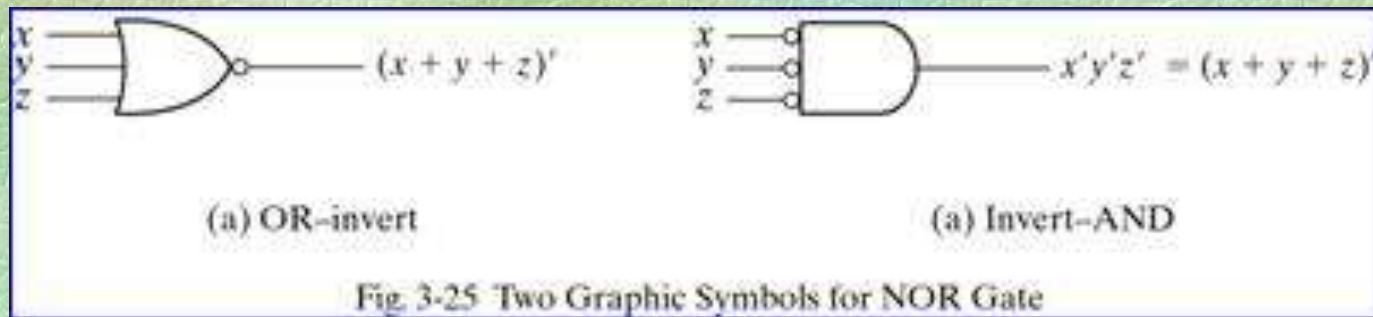 x
y
z
(x + y + z)'
x
y
z
x'y'z' = (x + y + z)'
(a) OR–invert
(a) Invert–AND
Fig. 3-25 Two Graphic Symbols for NOR Gate